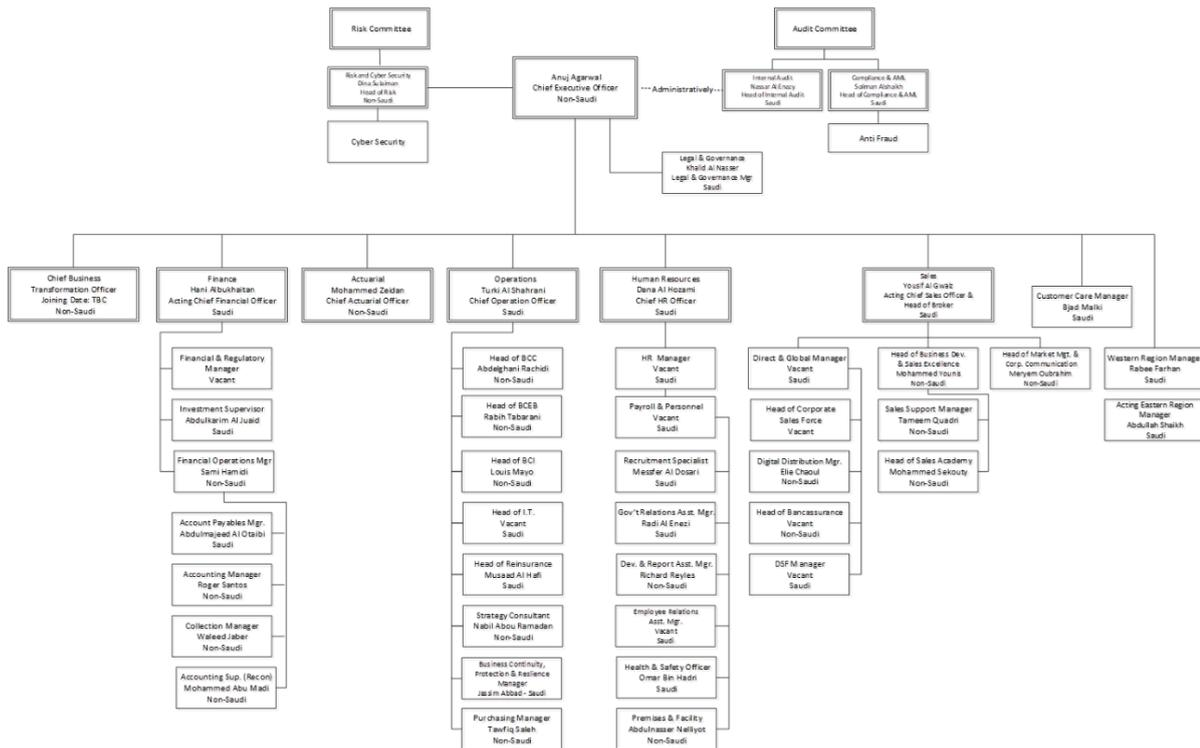 Risk Committee
Audit Committee
Risk and Cyber Security
Dina Sulaiman
Head of Risk
Non-Saudi
Anuj Agarwal
Chief Executive Officer
Non-Saudi
Administratively
Internal Audit
Nassar Al Enezy
Head of Internal Audit
Saudi
Compliance & AML
Salman Alshaikh
Head of Compliance & AML
Saudi
Cyber Security
Anti Fraud
Legal & Governance
Khalid Al Nasser
Legal & Governance Mgr
Saudi
Chief Business
Transformation Officer
Joining Date: TBC
Non-Saudi
Finance
Hani Albukhaitan
Acting Chief Financial Officer
Saudi
Actuarial
Mohammed Zeidan
Chief Actuarial Officer
Non-Saudi
Operations
Turki Al Shahrani
Chief Operation Officer
Saudi
Human Resources
Dana Al Hozami
Chief HR Officer
Saudi
Sales
Yousif Al Gwaiz
Acting Chief Sales Officer &
Head of Broker
Saudi
Customer Care Manager
Bjad Malki
Saudi
Financial & Regulatory
Manager
Vacant
Investment Supervisor
Abdulkarim Al Juaid
Saudi
Financial Operations Mgr
Sami Hamidi
Non-Saudi
Account Payables Mgr.
Abdulmajeed Al Otaibi
Saudi
Accounting Manager
Roger Santos
Non-Saudi
Collection Manager
Waleed Jaber
Non-Saudi
Accounting Sup. (Recon)
Mohammed Abu Madi
Non-Saudi
Head of BCC
Abdelghani Rachidi
Non-Saudi
Head of BCEB
Rabih Tabarani
Non-Saudi
Head of BCI
Louis Mayo
Non-Saudi
Head of I.T.
Vacant
Saudi
Head of Reinsurance
Musaad Al Hafi
Saudi
Strategy Consultant
Nabil Abou Ramadan
Non-Saudi
Business Continuity,
Protection & Resilience
Manager
Jassim Abbad - Saudi
Purchasing Manager
Tawfiq Saleh
Non-Saudi
HR Manager
Vacant
Saudi
Payroll & Personnel
Vacant
Saudi
Recruitment Specialist
Messfer Al Dosari
Saudi
Gov't Relations Asst. Mgr.
Radi Al Enezi
Saudi
Dev. & Report Asst. Mgr.
Richard Reyles
Non-Saudi
Employee Relations
Asst. Mgr.
Vacant
Saudi
Health & Safety Officer
Omar Bin Hadri
Saudi
Premises & Facility
Abdulnasser Nelliyot
Non-Saudi
Direct & Global Manager
Vacant
Saudi
Head of Corporate
Sales Force
Vacant
Digital Distribution Mgr.
Elie Chaoul
Non-Saudi
Head of Bancassurance
Vacant
Non-Saudi
DSF Manager
Vacant
Saudi
Head of Business Dev.
& Sales Excellence
Mohammed Younis
Non-Saudi
Sales Support Manager
Tameem Quadri
Non-Saudi
Head of Sales Academy
Mohammed Sekouty
Non-Saudi
Head of Market Mgt. &
Corp. Communication
Meryem Oubrahim
Non-Saudi
Western Region Manager
Rabee Farhan
Saudi
Acting Eastern Region
Manager
Abdullah Shaikh
Saudi